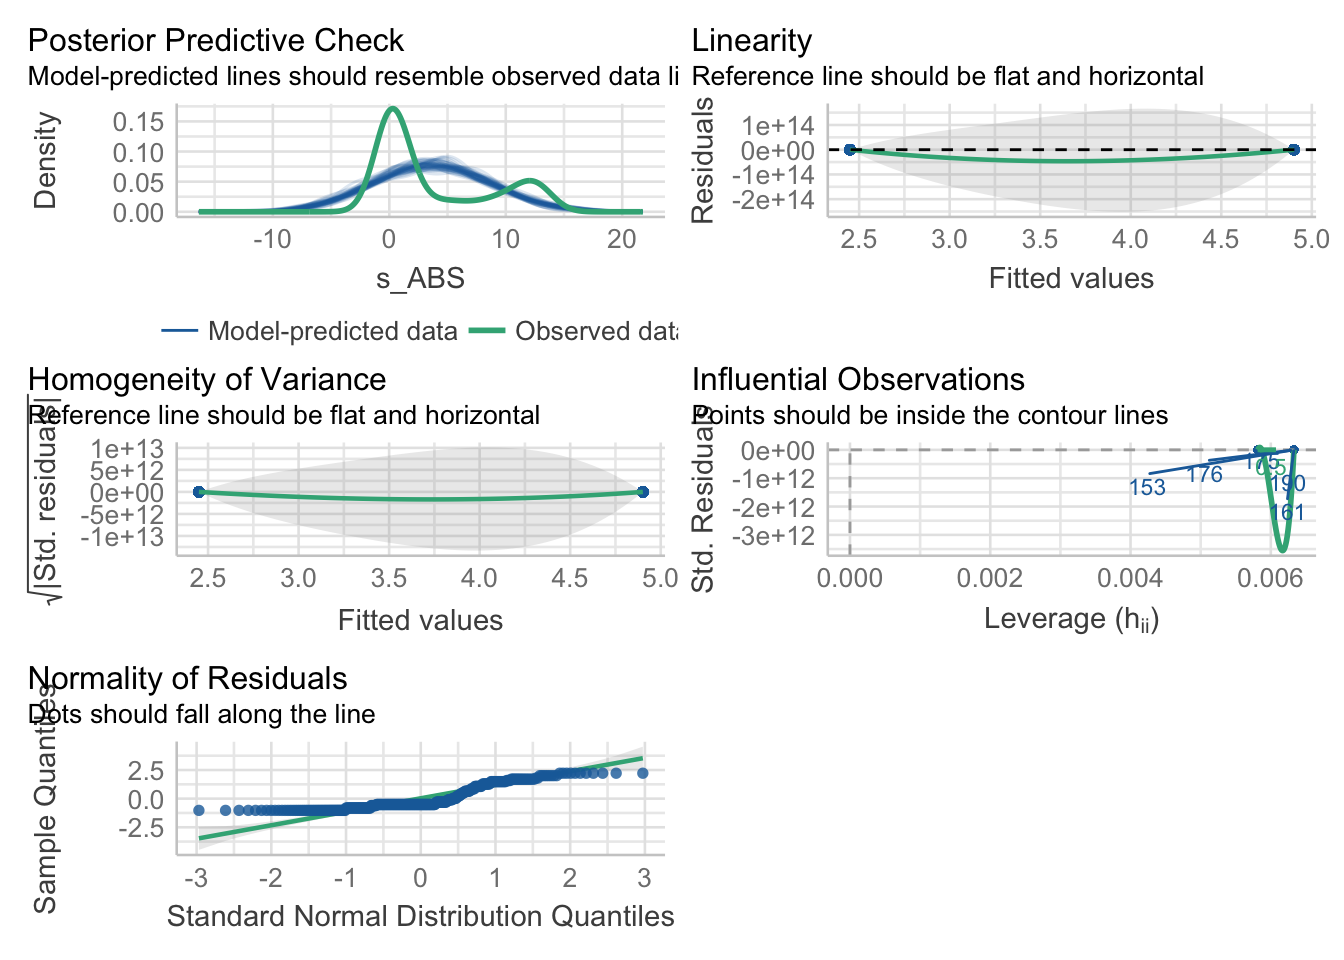 Posterior Predictive Check
Model-predicted lines should resemble observed data li
Density
0.15
0.10
0.05
0.00
-10 0 10 20
s_ABS
Model-predicted data Observed data
Linearity
Reference line should be flat and horizontal
Residuals
1e+14
0e+00
-1e+14
-2e+14
2.5 3.0 3.5 4.0 4.5 5.0
Fitted values
Homogeneity of Variance
Reference line should be flat and horizontal
√|Std. residuals|
1e+13
5e+12
0e+00
-5e+12
-1e+13
2.5 3.0 3.5 4.0 4.5 5.0
Fitted values
Influential Observations
Points should be inside the contour lines
Std. Residuals
0e+00
-1e+12
-2e+12
-3e+12
153
176
190
161
0.000 0.002 0.004 0.006
Leverage (hii)
Normality of Residuals
Dots should fall along the line
Sample Quantiles
2.5
0.0
-2.5
-3 -2 -1 0 1 2 3
Standard Normal Distribution Quantiles